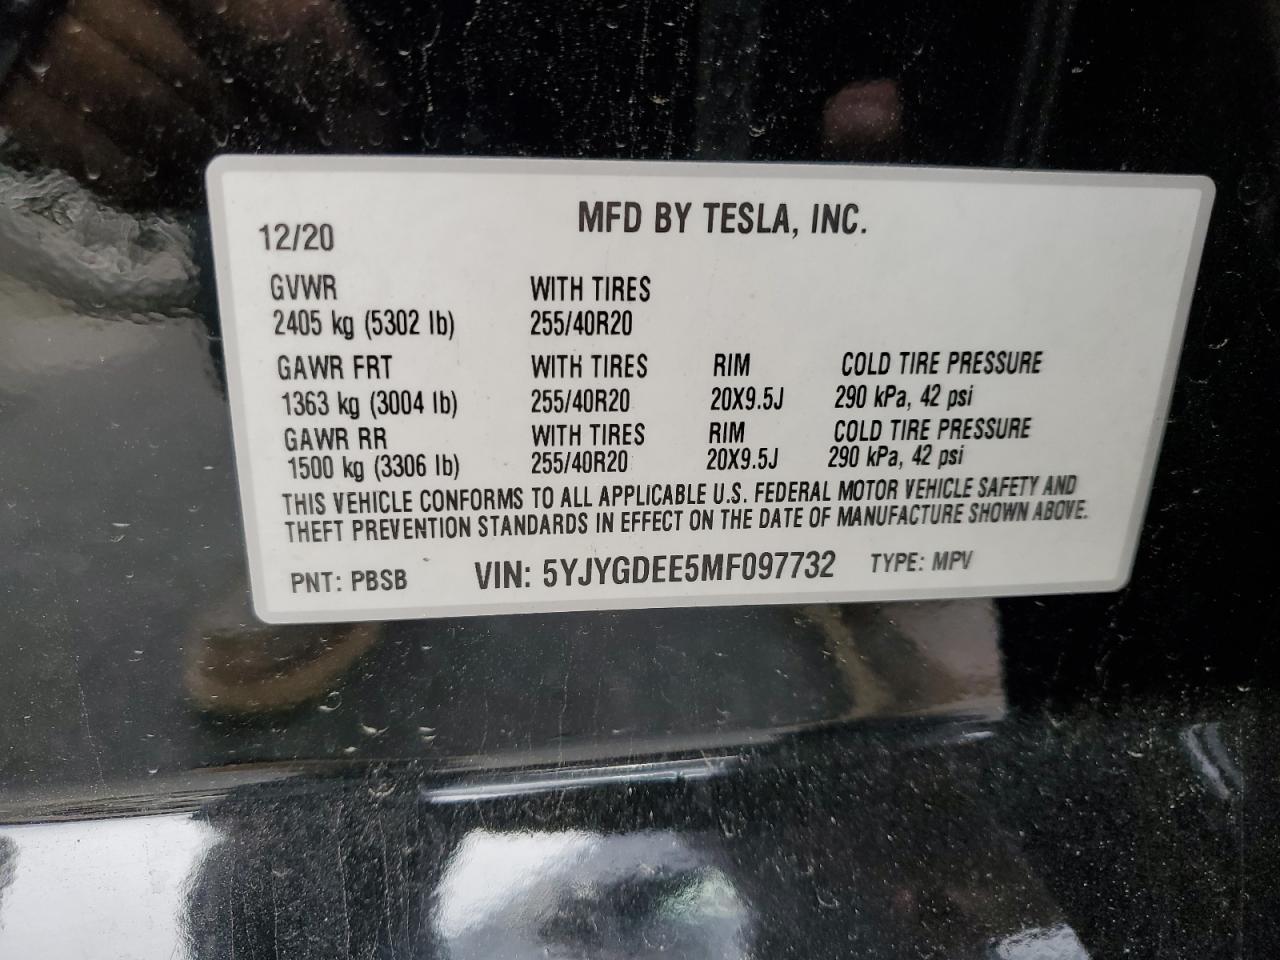 MFD BY TESLA, INC.
12/20
GVWR WITH TIRES
2405 kg (5302 lb) 255/40R20
GAWR FRT WITH TIRES RIM COLD TIRE PRESSURE
1363 kg (3004 lb) 255/40R20 20X9.5J 290 kPa, 42 psi
GAWR RR WITH TIRES RIM COLD TIRE PRESSURE
1500 kg (3306 lb) 255/40R20 20X9.5J 290 kPa, 42 psi
THIS VEHICLE CONFORMS TO ALL APPLICABLE U.S. FEDERAL MOTOR VEHICLE SAFETY AND
THEFT PREVENTION STANDARDS IN EFFECT ON THE DATE OF MANUFACTURE SHOWN ABOVE.
PNT: PBSB VIN: 5YJYGDEE5MF097732 TYPE: MPV